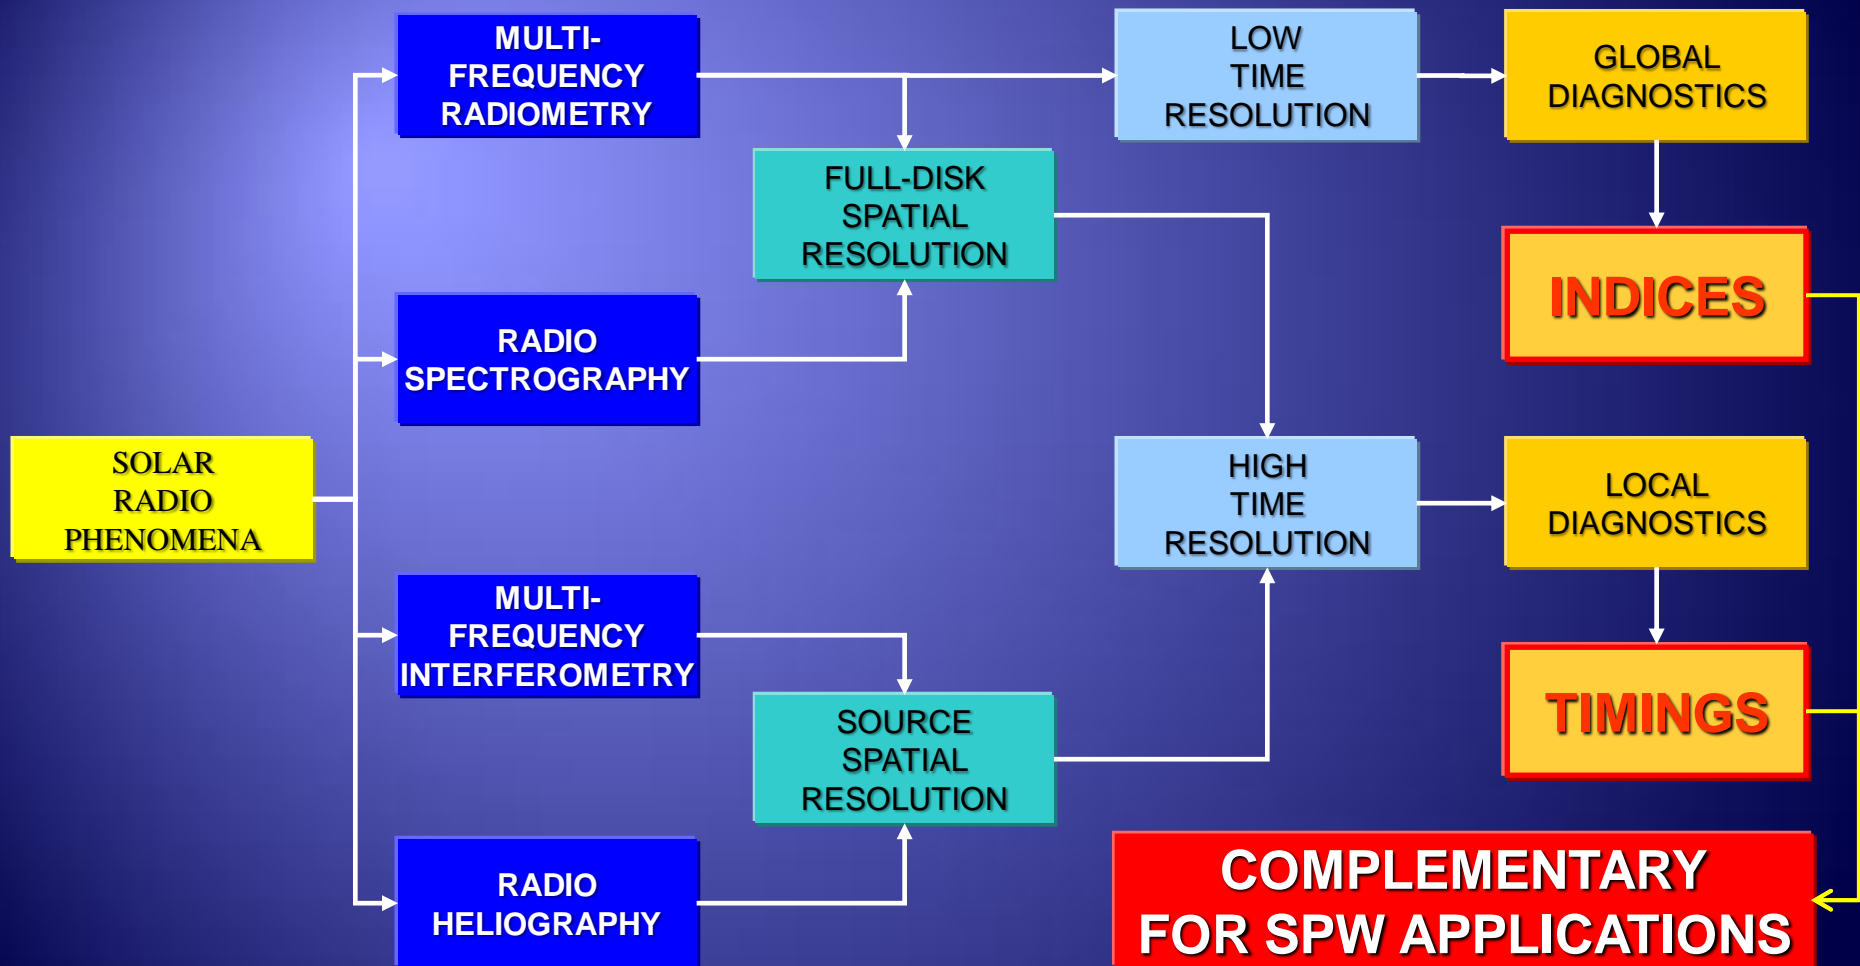 MULTI-
FREQUENCY
RADIOMETRY
LOW
TIME
RESOLUTION
GLOBAL
DIAGNOSTICS
FULL-DISK
SPATIAL
RESOLUTION
INDICES
RADIO
SPECTROGRAPHY
SOLAR
RADIO
PHENOMENA
HIGH
TIME
RESOLUTION
LOCAL
DIAGNOSTICS
MULTI-
FREQUENCY
INTERFEROMETRY
SOURCE
SPATIAL
RESOLUTION
TIMINGS
RADIO
HELIOGRAPHY
COMPLEMENTARY
FOR SPW APPLICATIONS